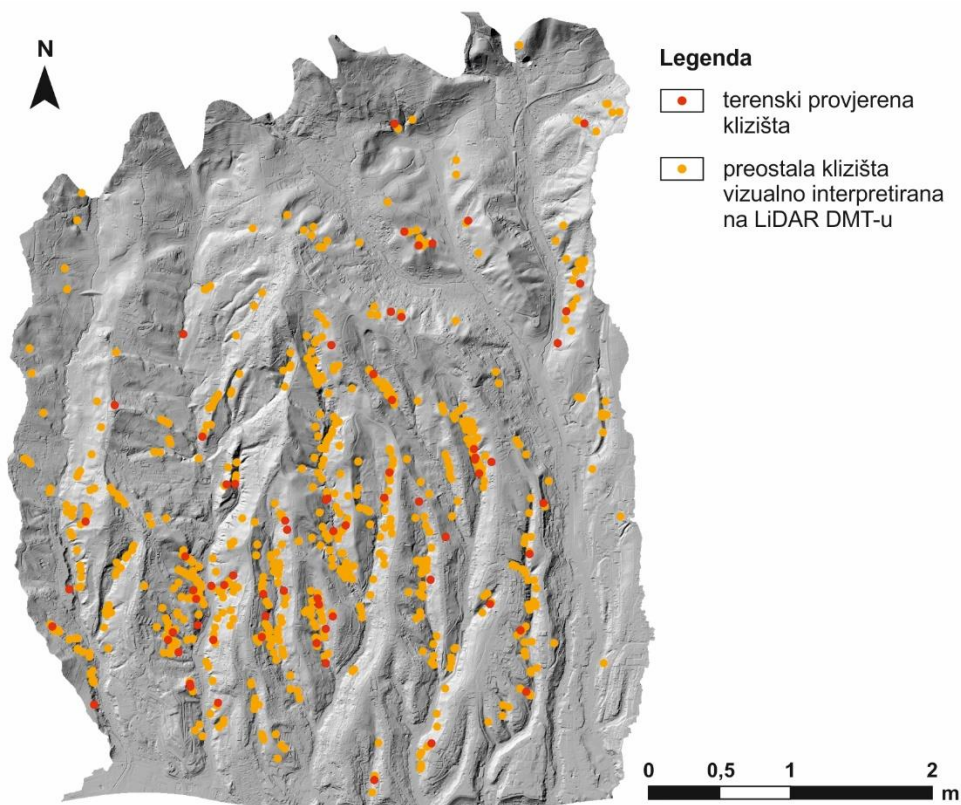 N
Legenda
terenski provjerena
klizišta
preostala klizišta
vizualno interpretirana
na LiDAR DMT-u
0 0,5 1 2
m